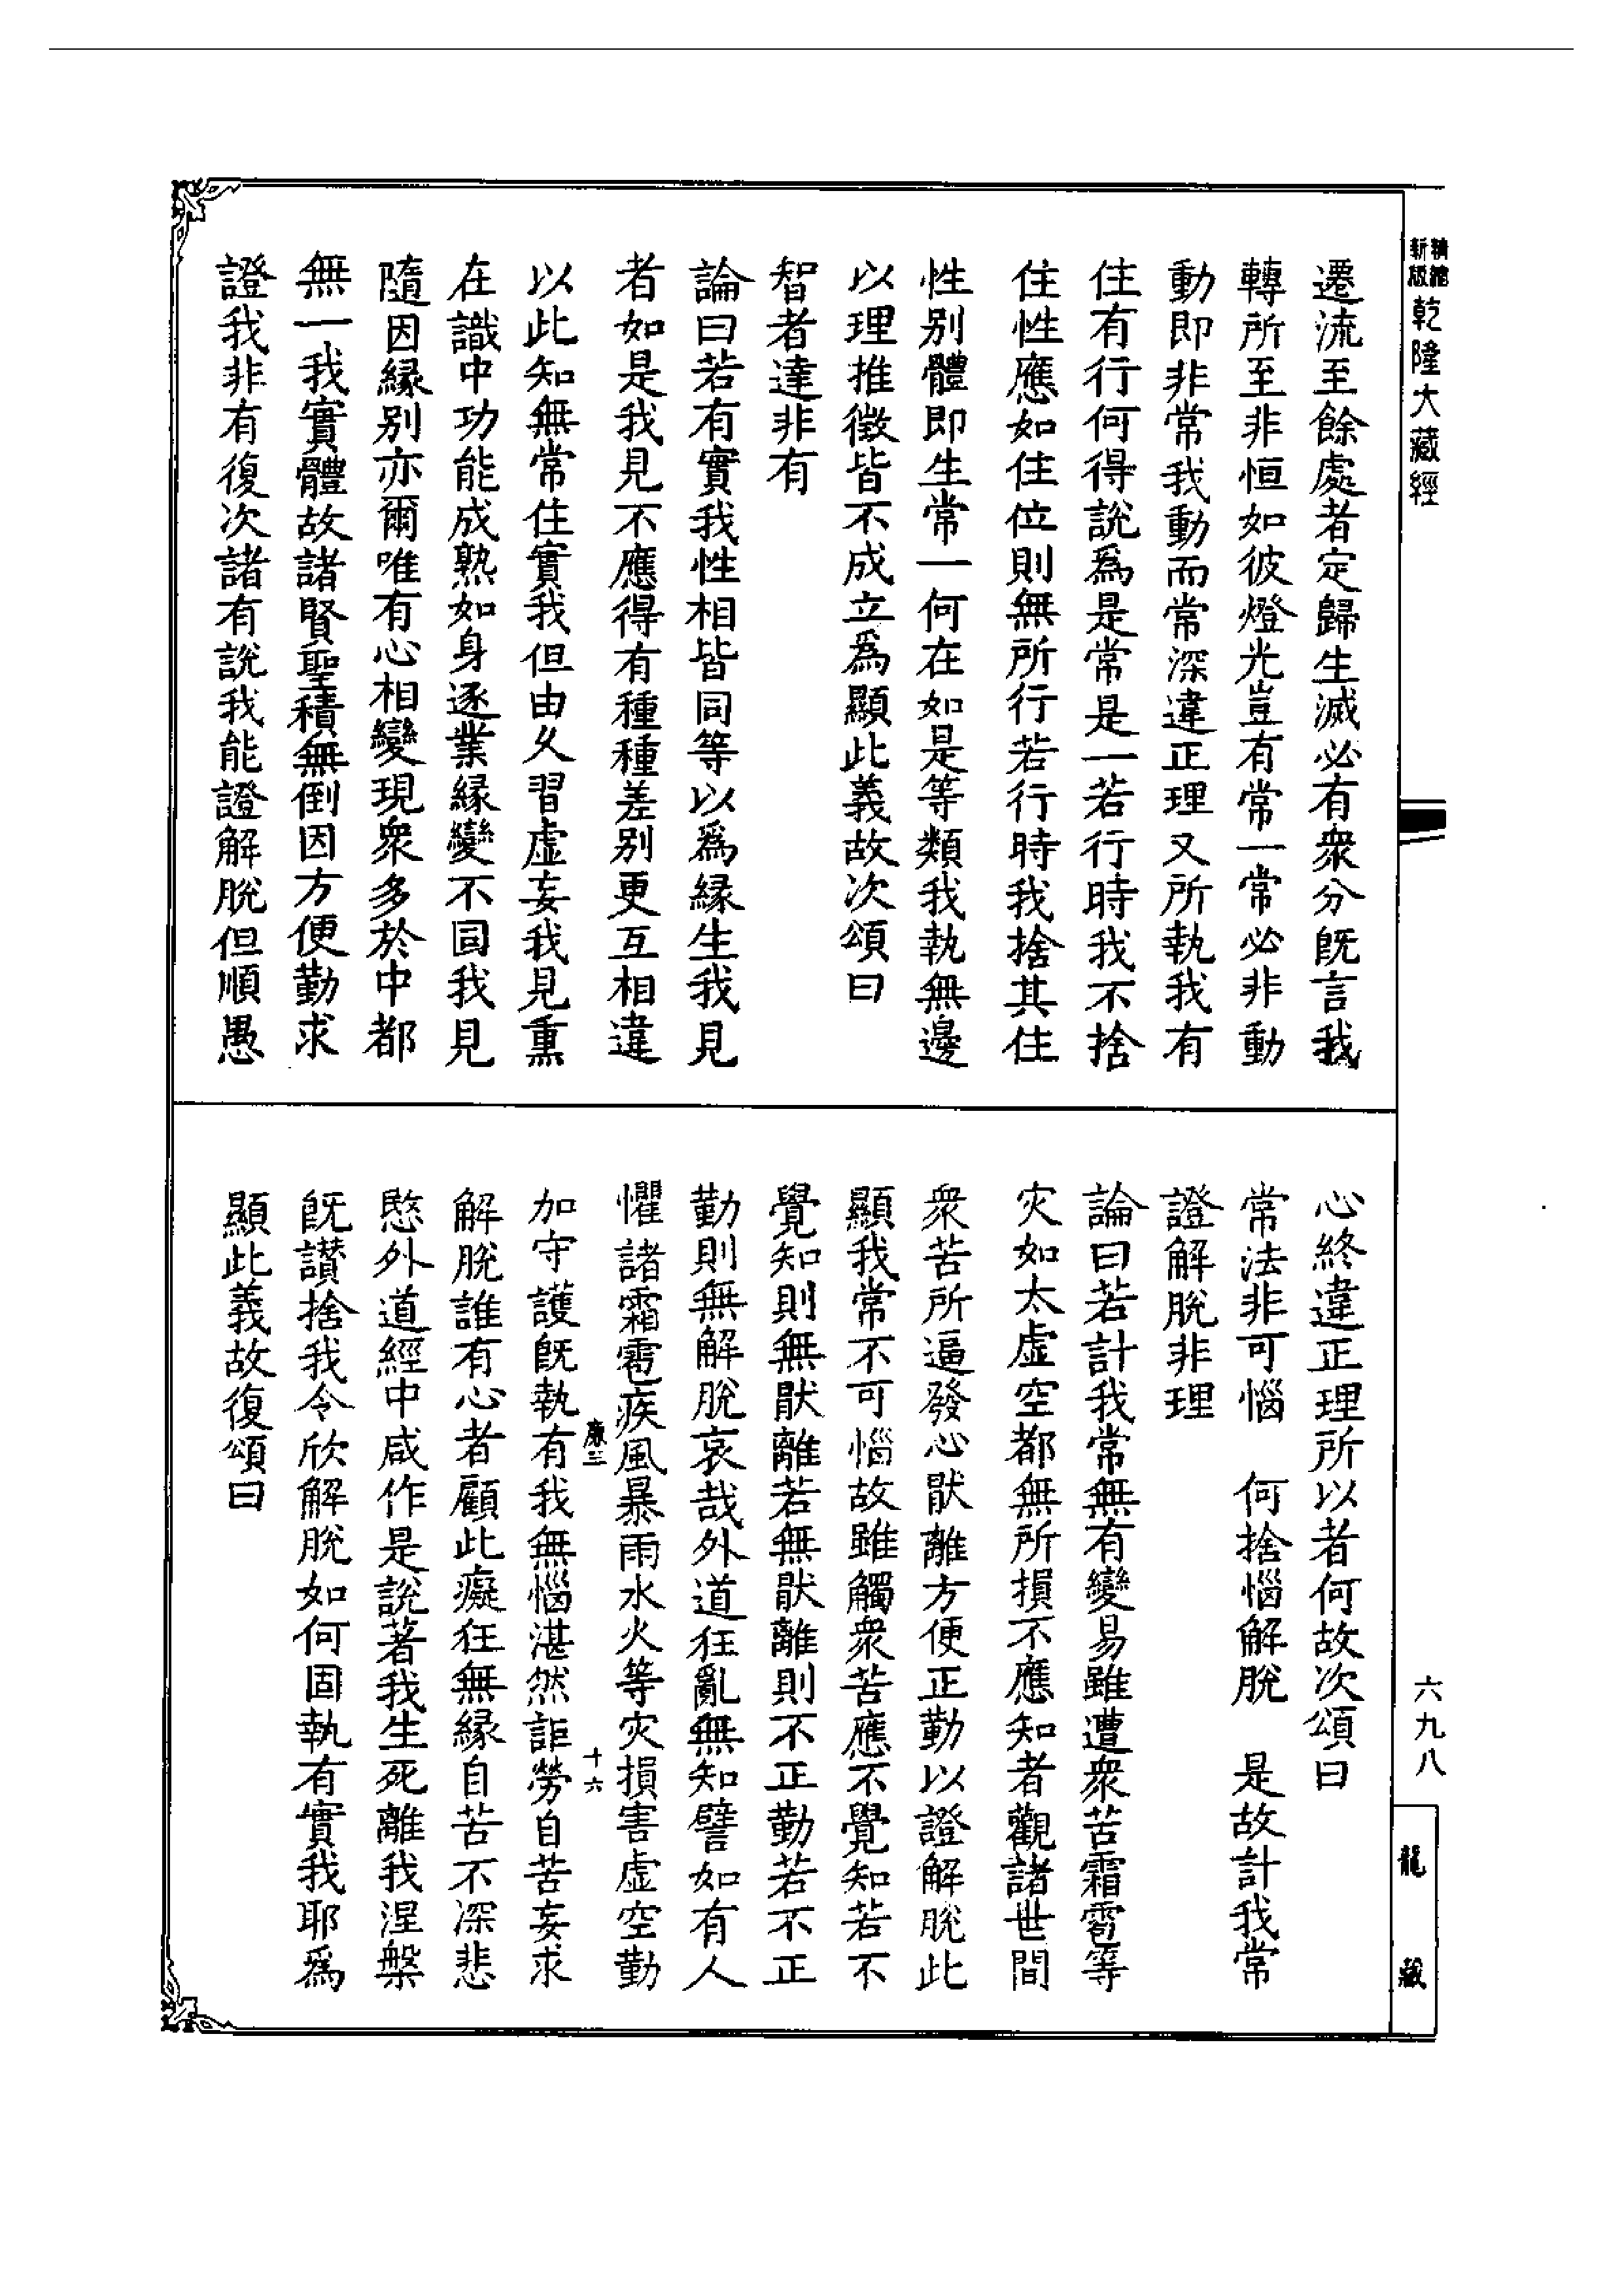 精縮新版乾隆大藏經
六九八
龍藏
遷流至餘處者定歸生滅必有衆分既言我
轉所至非恒如彼燈光豈有常一常必非動
動即非常我動而常深違正理又所執我有
住有行何得説爲是常是一若行時我不捨
住性應如住位則無所行若行時我捨其住
性別體即生常一何在如是等類我執無邊
以理推徵皆不成立爲顯此義故次頌曰
智者達非有
論曰若有實我性相皆同等以爲縁生我見
者如是我見不應得有種種差别更互相違
以此知無常住實我但由久習虚妄我見熏
在識中功能成熟如身逐業縁變不同我見
隨因縁别亦爾唯有心相變現衆多於中都
無一我實體故諸賢聖積無倒因方便勤求
證我非有復次諸有説我能證解脱但順愚
心終違正理所以者何故次頌曰
常法非可惱　何捨惱解脱　是故計我常
證解脱非理
論曰若計我常無有變易雖遭衆苦霜雹等
灾如太虚空都無所損不應知者觀諸世間
衆苦所逼發心猒離方便正勤以證解脱此
顯我常不可惱故雖觸衆苦應不覺知若不
覺知則無猒離若無猒離則不正勤若不正
勤則無解脱哀哉外道狂亂無知譬如有人
懼諸霜雹疾風暴雨水火等灾損害虚空勤
廉三　十六
加守護既執有我無惱湛然詎勞自苦妄求
解脱誰有心者顧此癡狂無縁自苦不深悲
愍外道經中咸作是説著我生死離我涅槃
既讃捨我令欣解脱如何固執有實我耶爲
顯此義故復頌曰